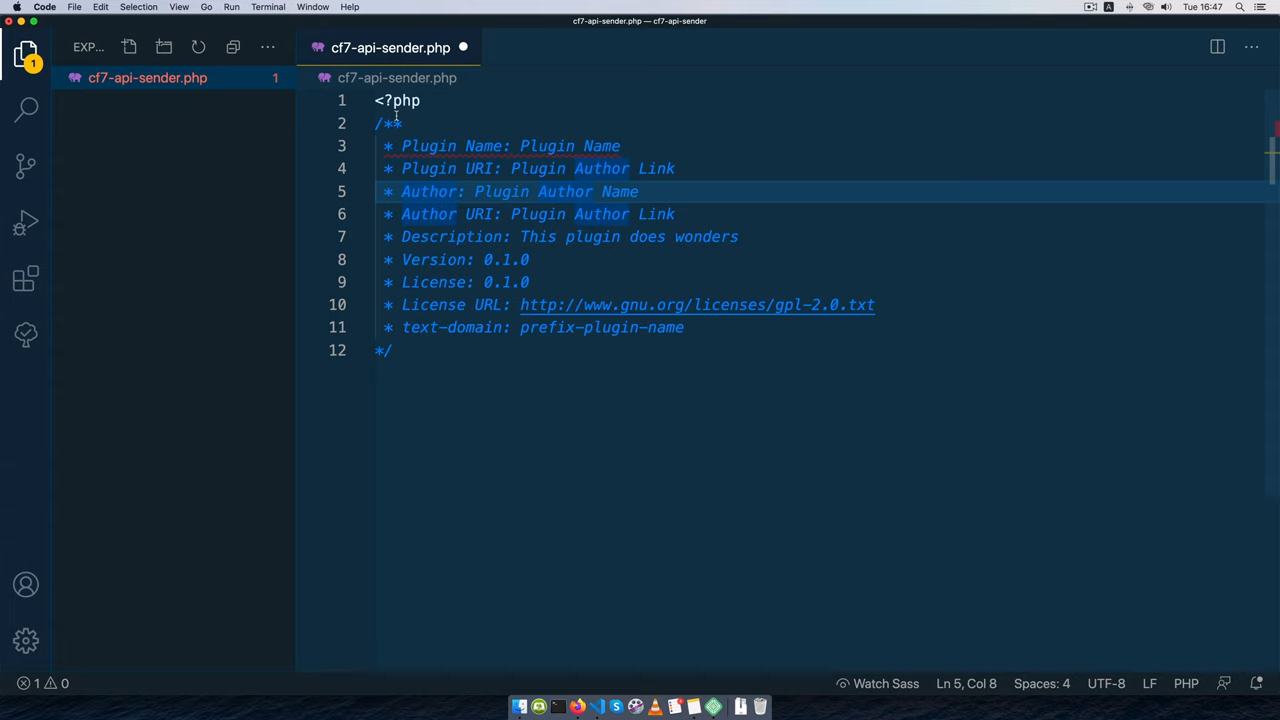 Code File Edit Selection View Go Run Terminal Window Help
A Tue 16:47
cf7-api-sender.php — cf7-api-sender
EXP...
cf7-api-sender.php
cf7-api-sender.php 1
cf7-api-sender.php
1
1 <?php
2 /**
3 * Plugin Name: Plugin Name
4 * Plugin URI: Plugin Author Link
5 * Author: Plugin Author Name
6 * Author URI: Plugin Author Link
7 * Description: This plugin does wonders
8 * Version: 0.1.0
9 * License: 0.1.0
10 * License URL: http://www.gnu.org/licenses/gpl-2.0.txt
11 * text-domain: prefix-plugin-name
12 */
1 0
Watch Sass Ln 5, Col 8 Spaces: 4 UTF-8 LF PHP